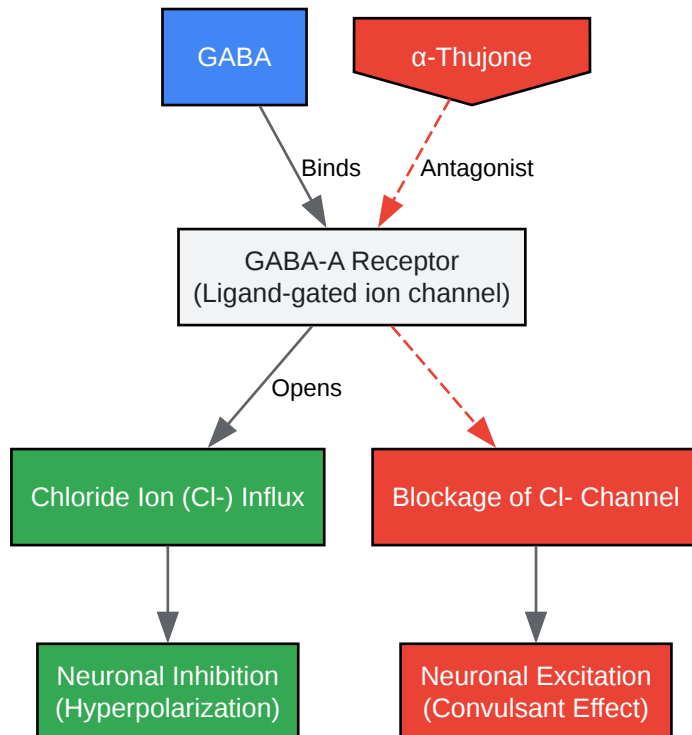 GABA
α-Thujone
Binds
Antagonist
GABA-A Receptor
(Ligand-gated ion channel)
Opens
Chloride Ion (Cl-) Influx
Blockage of Cl- Channel
Neuronal Inhibition
(Hyperpolarization)
Neuronal Excitation
(Convulsant Effect)